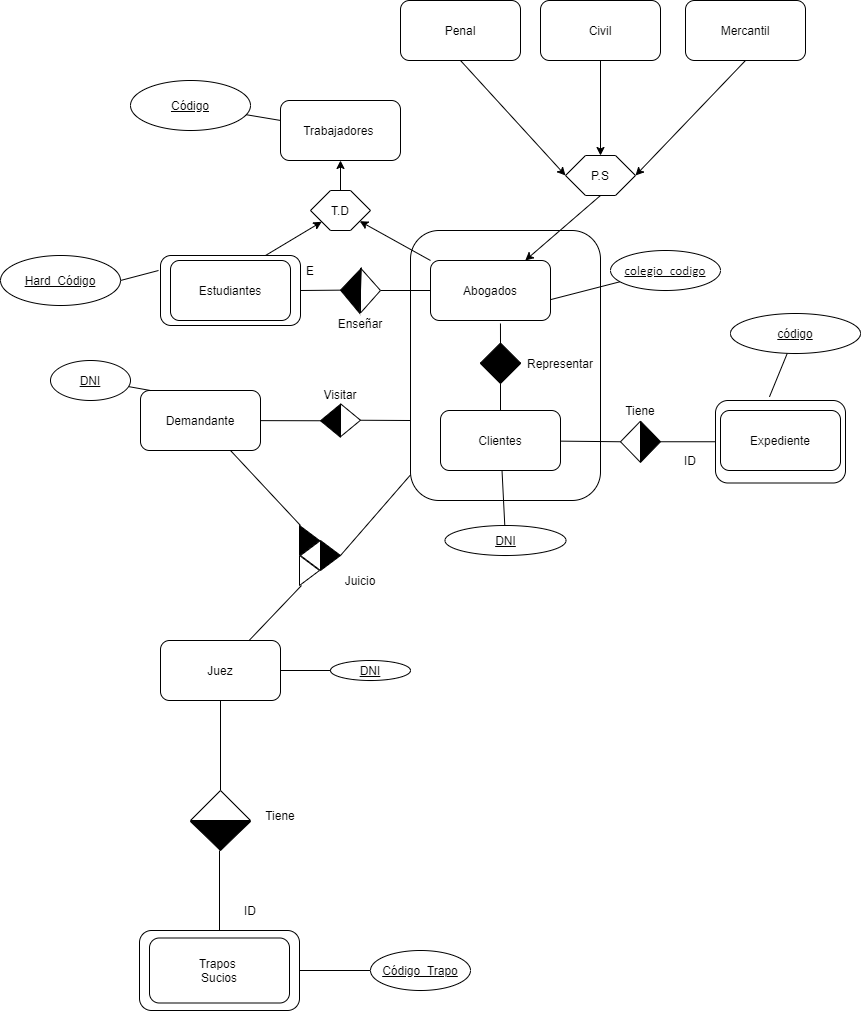 Penal
Civil
Mercantil
Código
Trabajadores
P.S
T.D
E
Hard_Código
Estudiantes
Abogados
colegio_codigo
Enseñar
código
Representar
DNI
Visitar
Demandante
Tiene
Clientes
Expediente
ID
DNI
Juicio
Juez
DNI
Tiene
ID
Trapos
Sucios
Código_Trapo